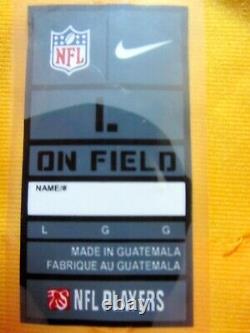 NFL
L
ON FIELD
NAME/#
L G G
MADE IN GUATEMALA
FABRIQUE AU GUATEMALA
NFL PLAYERS